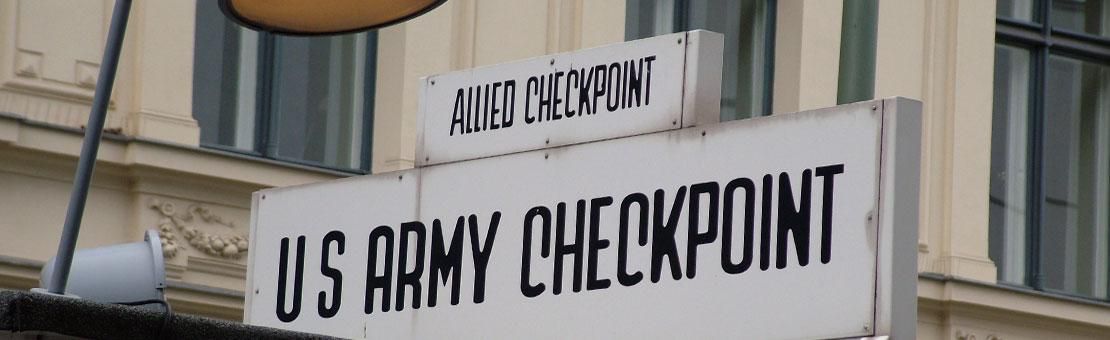 ALLIED CHECKPOINT
U S ARMY CHECKPOINT